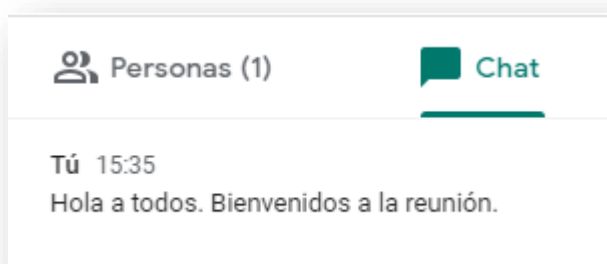 Personas (1) Chat
Tú 15:35
Hola a todos. Bienvenidos a la reunión.